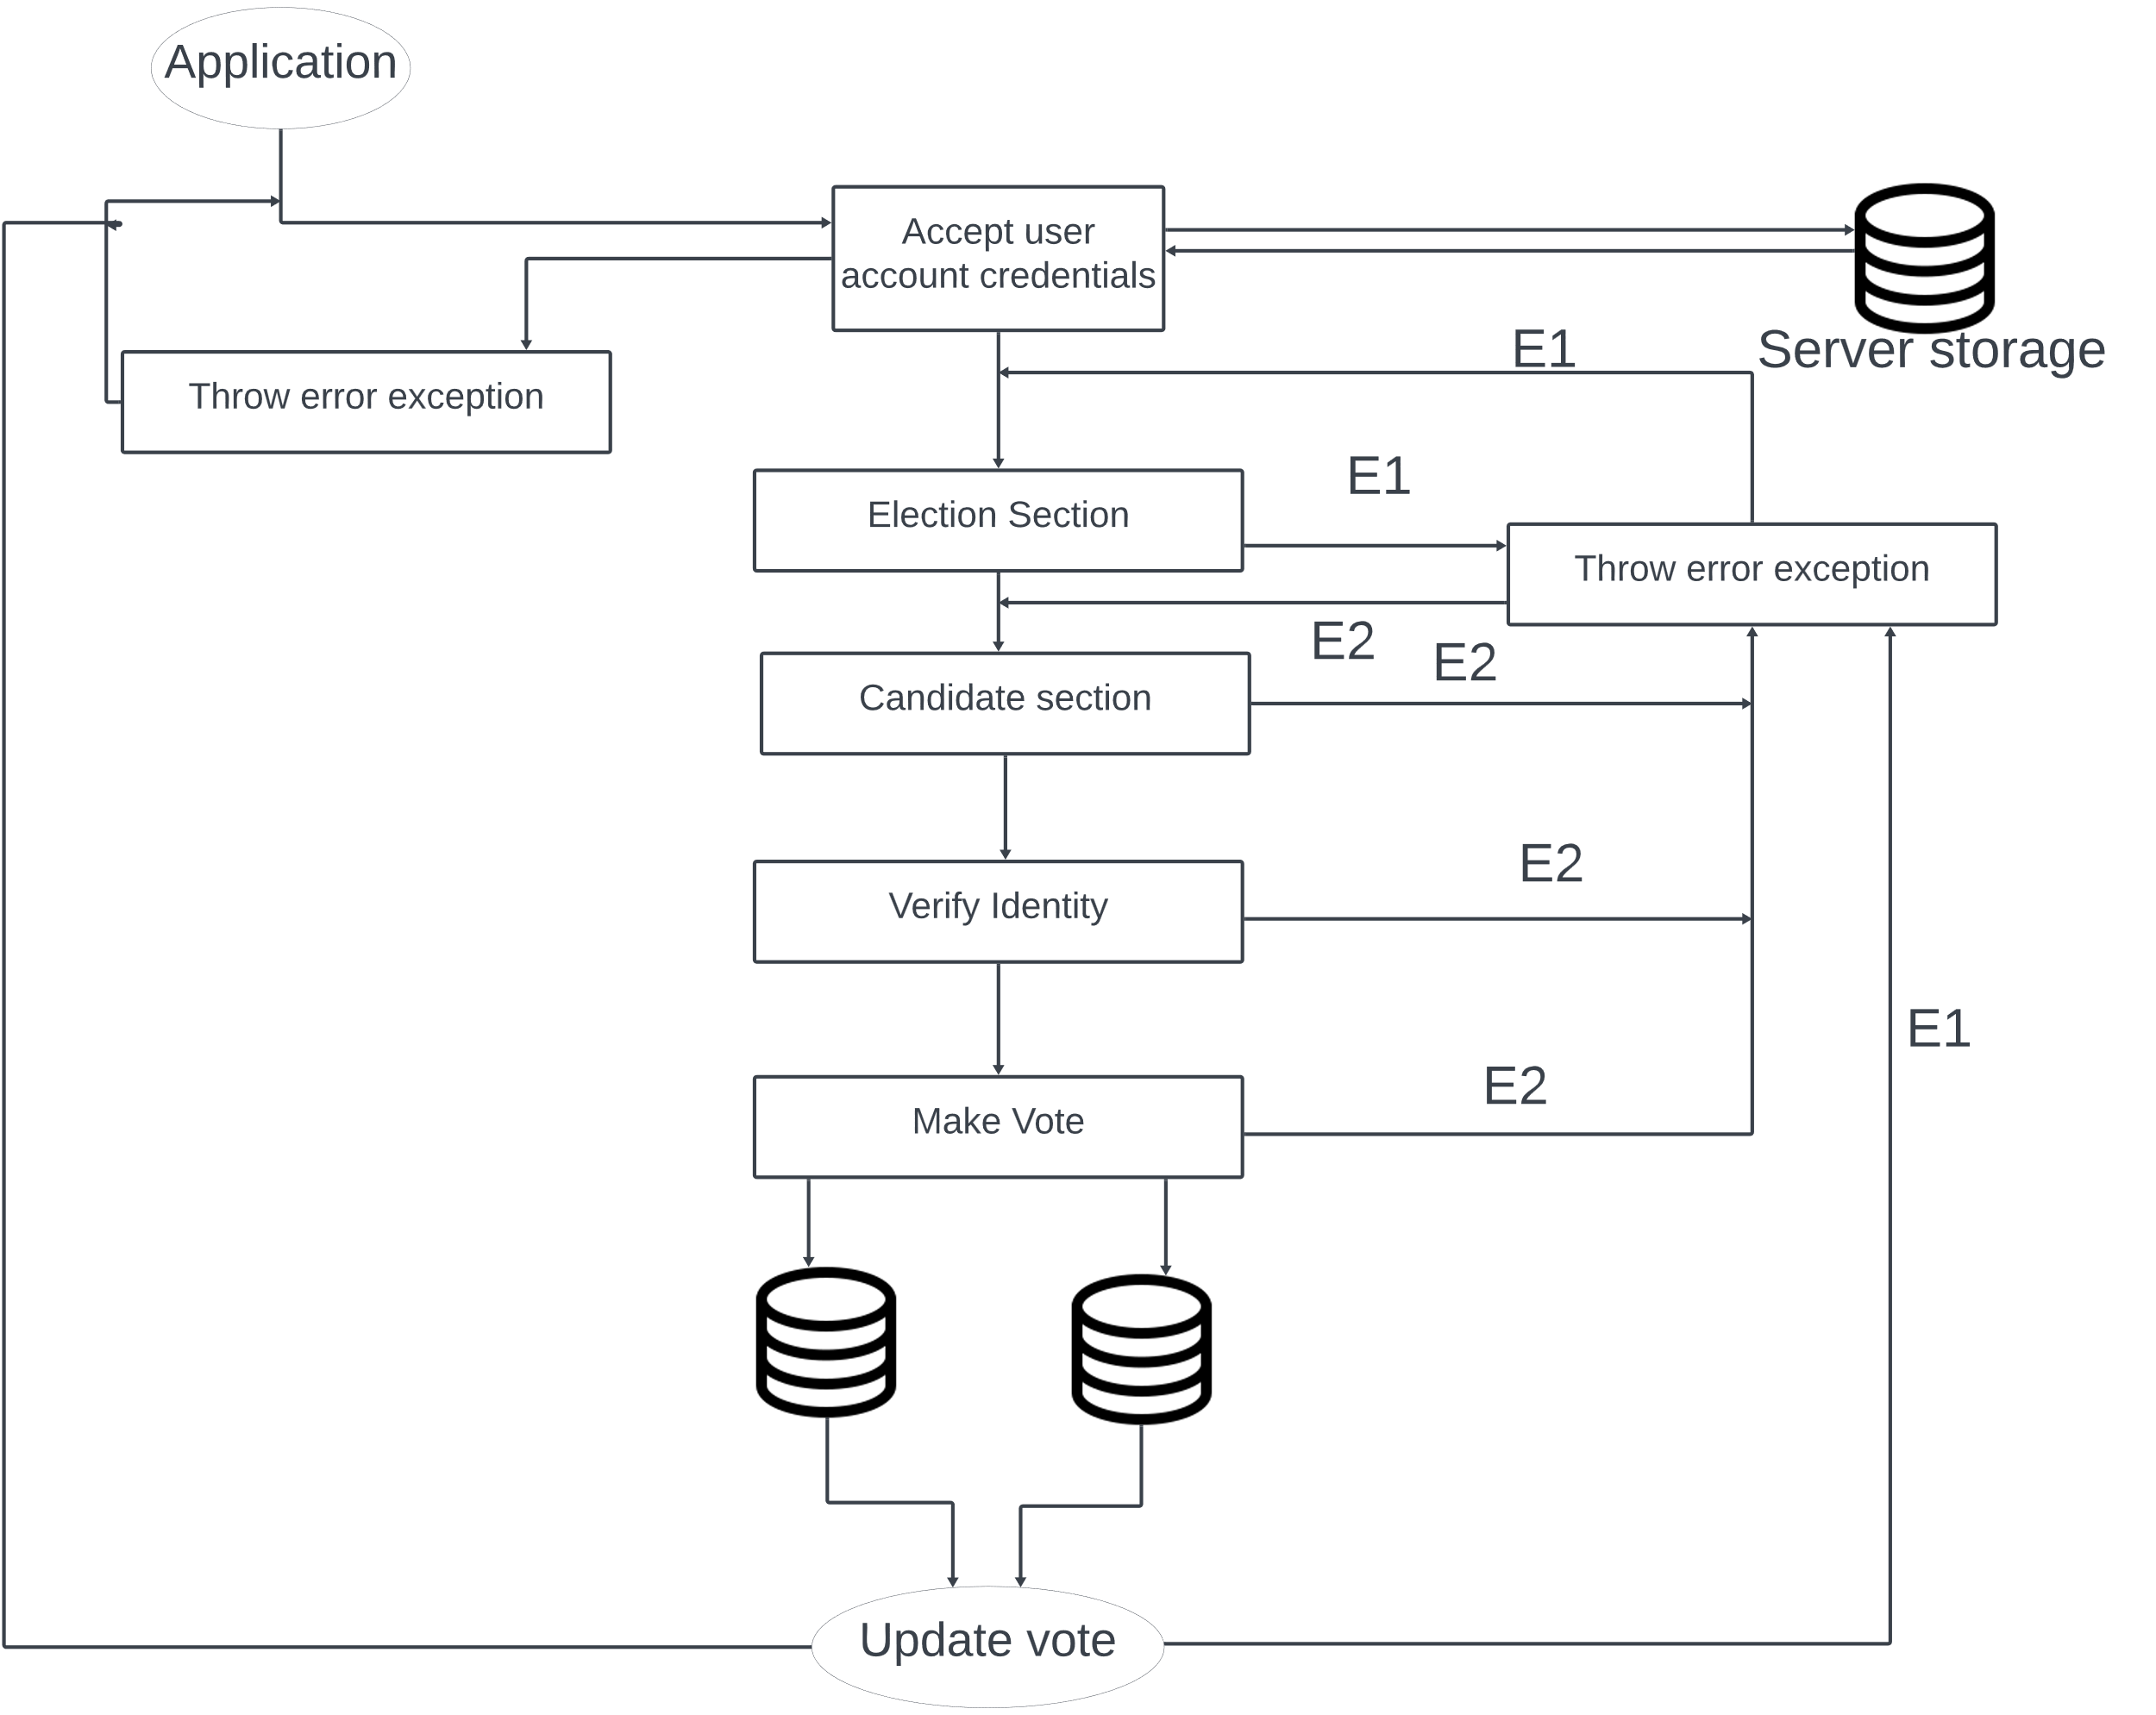 Application
Accept user
account credentials
Server storage
E1
Throw error exception
E1
Election Section
Throw error exception
E2
E2
Candidate section
E2
Verify Identity
E1
E2
Make Vote
Update vote